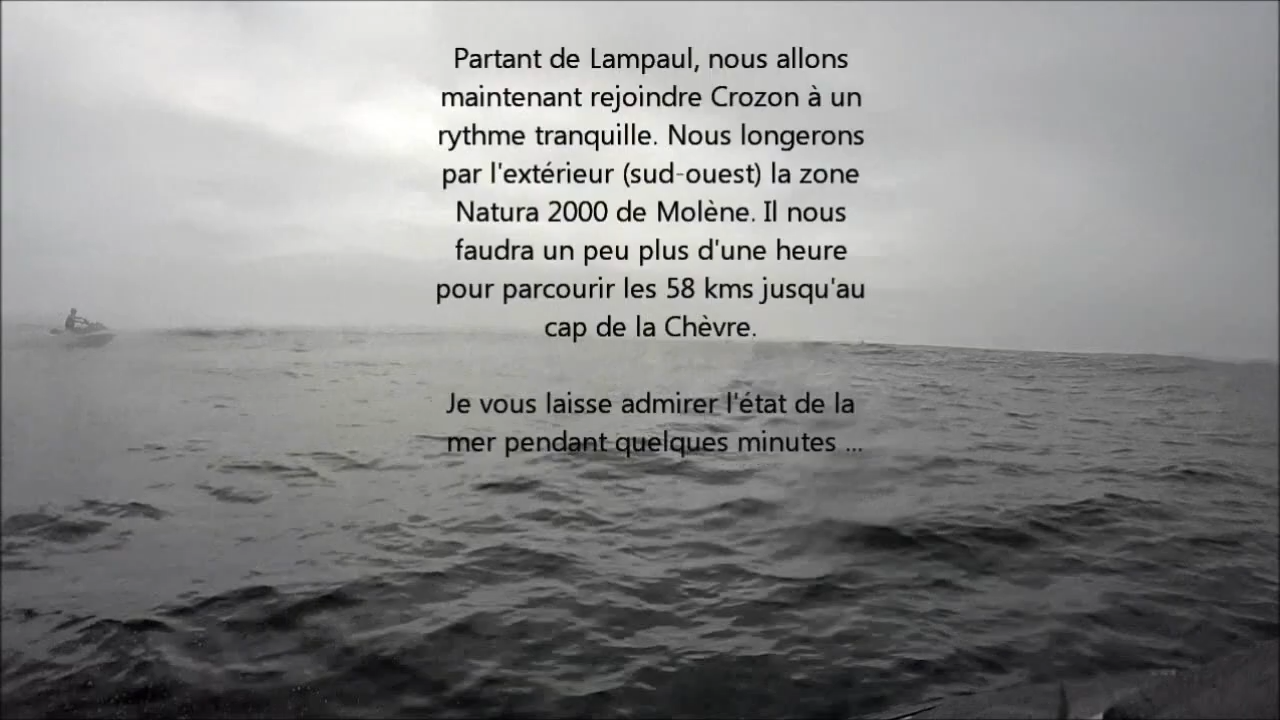 Partant de Lampaul, nous allons
maintenant rejoindre Crozon à un
rythme tranquille. Nous longerons
par l'extérieur (sud-ouest) la zone
Natura 2000 de Molène. Il nous
faudra un peu plus d'une heure
pour parcourir les 58 kms jusqu'au
cap de la Chèvre.
Je vous laisse admirer l'état de la
mer pendant quelques minutes ...